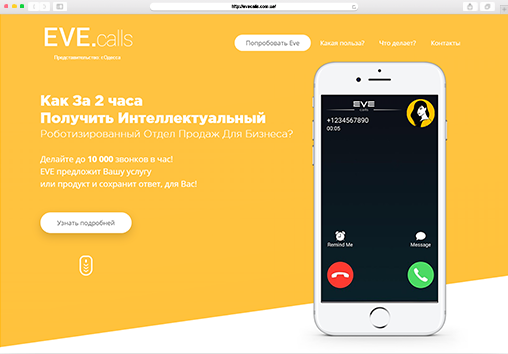 http://evecalls.com.ua/
EVE.calls
Представительство г.Одесса
Попробовать Eve
Какая польза?
Что делает?
Контакты
Как За 2 часа
Получить Интеллектуальный
Роботизированный Отдел Продаж Для Бизнеса?
Делайте до 10 000 звонков в час!
EVE предложит Вашу услугу
или продукт и сохранит ответ, для Вас!
Узнать подробней
EVE
calls
+1234567890
00:05
Remind Me
Message